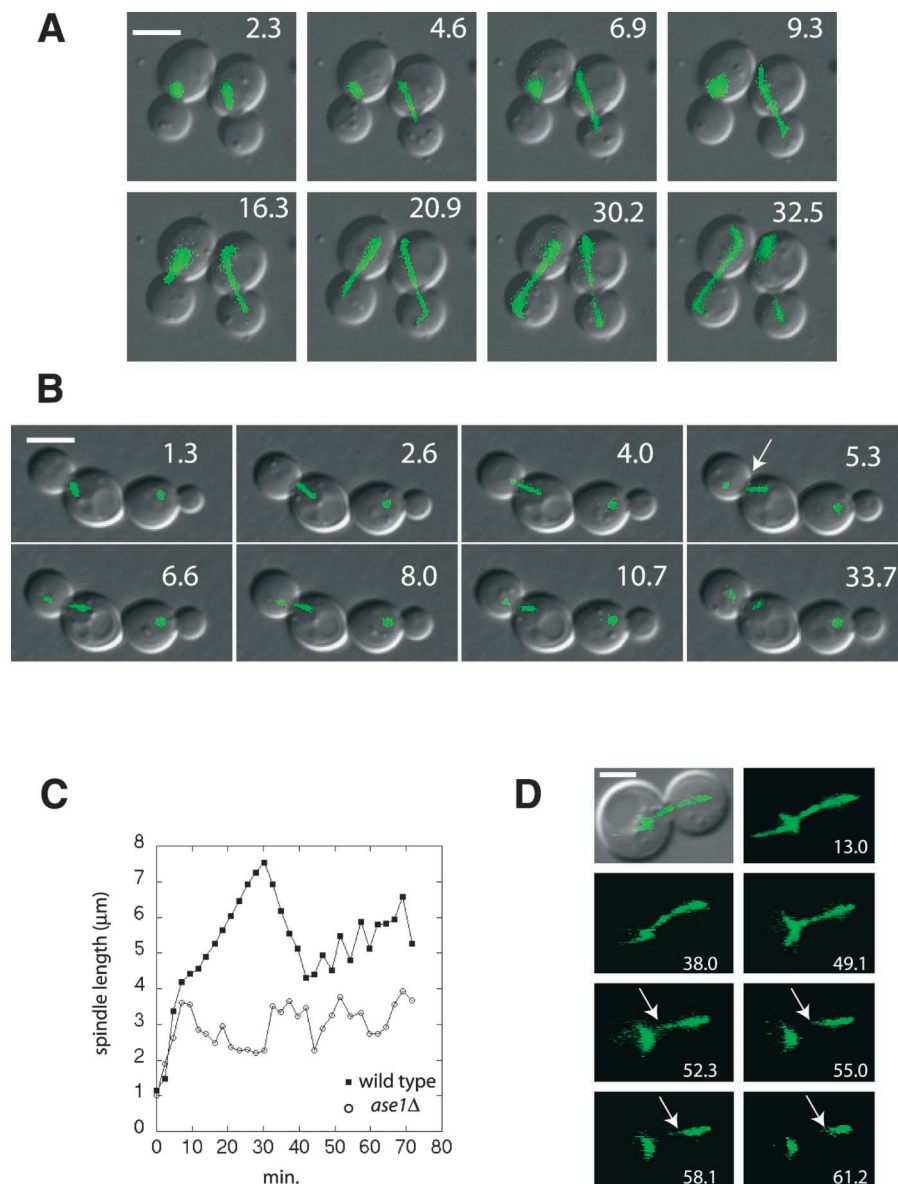 A
2.3 4.6 6.9 9.3
16.3 20.9 30.2 32.5
B
1.3 2.6 4.0 5.3
6.6 8.0 10.7 33.7
C
8
7
6
5
4
3
2
1
0
spindle length (μm)
wild type
ase1Δ
0 10 20 30 40 50 60 70 80
min.
D
13.0
38.0 49.1
52.3 55.0
58.1 61.2